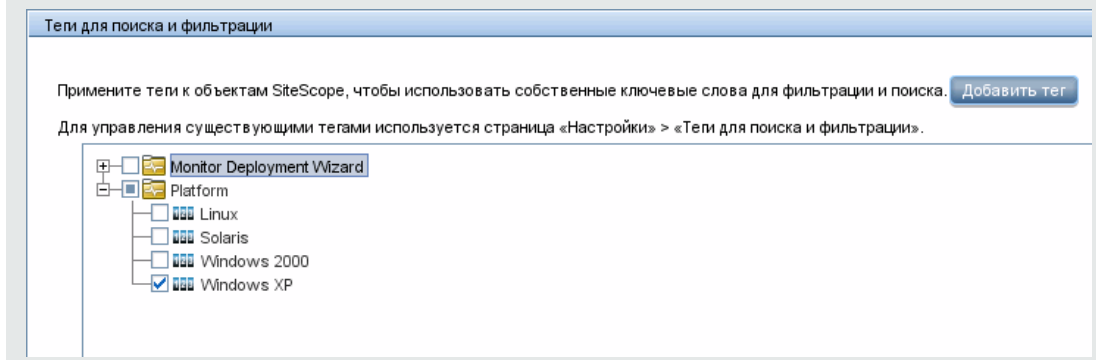 Теги для поиска и фильтрации
Примените теги к объектам SiteScope, чтобы использовать собственные ключевые слова для фильтрации и поиска. Добавить тег
Для управления существующими тегами используется страница «Настройки» > «Теги для поиска и фильтрации».
Monitor Deployment Wizard
Platform
Linux
Solaris
Windows 2000
Windows XP